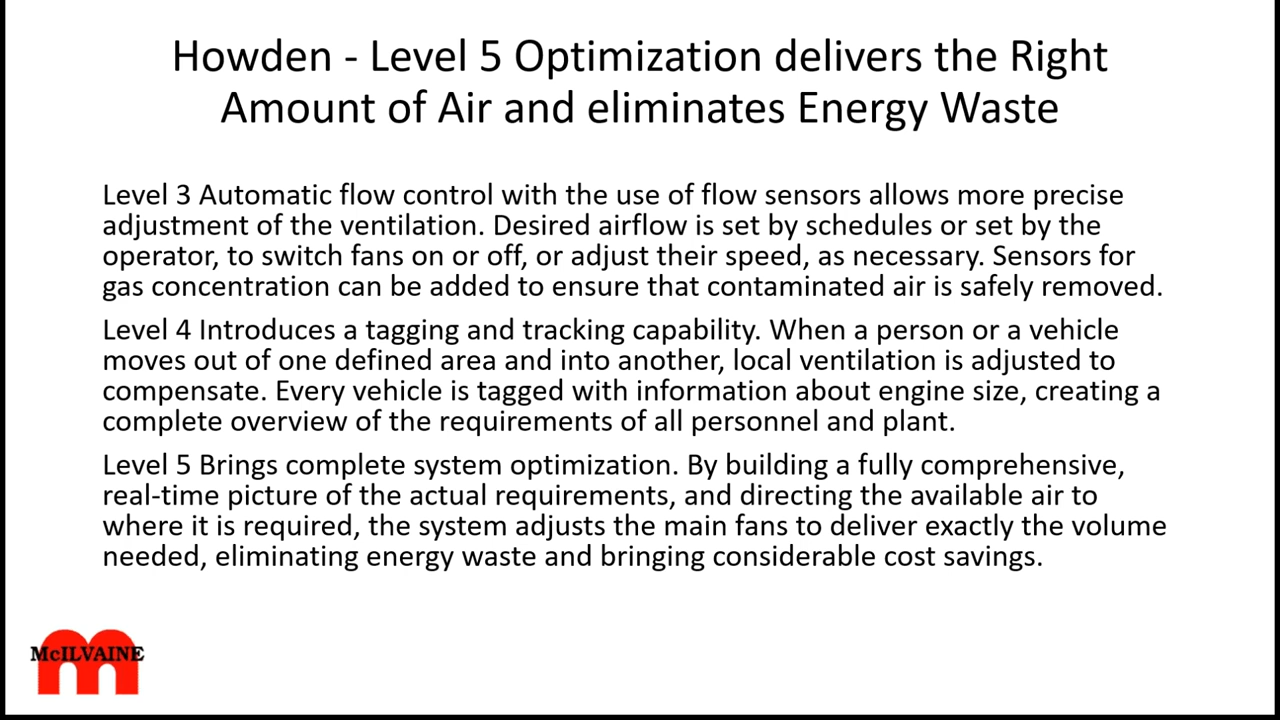 Howden - Level 5 Optimization delivers the Right
Amount of Air and eliminates Energy Waste
Level 3 Automatic flow control with the use of flow sensors allows more precise
adjustment of the ventilation. Desired airflow is set by schedules or set by the
operator, to switch fans on or off, or adjust their speed, as necessary. Sensors for
gas concentration can be added to ensure that contaminated air is safely removed.
Level 4 Introduces a tagging and tracking capability. When a person or a vehicle
moves out of one defined area and into another, local ventilation is adjusted to
compensate. Every vehicle is tagged with information about engine size, creating a
complete overview of the requirements of all personnel and plant.
Level 5 Brings complete system optimization. By building a fully comprehensive,
real-time picture of the actual requirements, and directing the available air to
where it is required, the system adjusts the main fans to deliver exactly the volume
needed, eliminating energy waste and bringing considerable cost savings.
McILVAINE